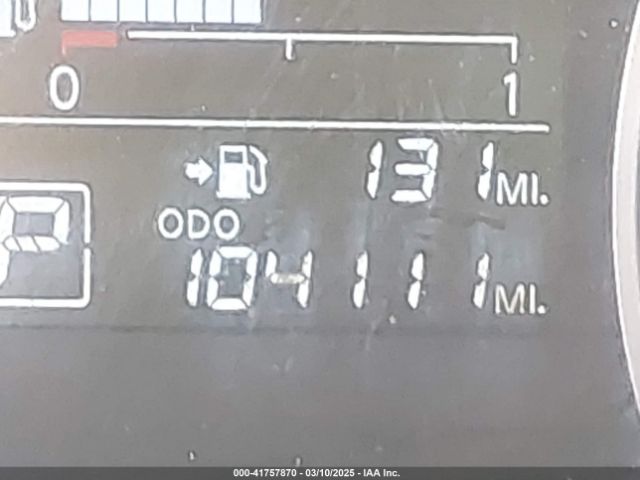 0 1
131 MI.
ODO
P 104111 MI.
000-41757870 - 03/10/2025 - IAA Inc.